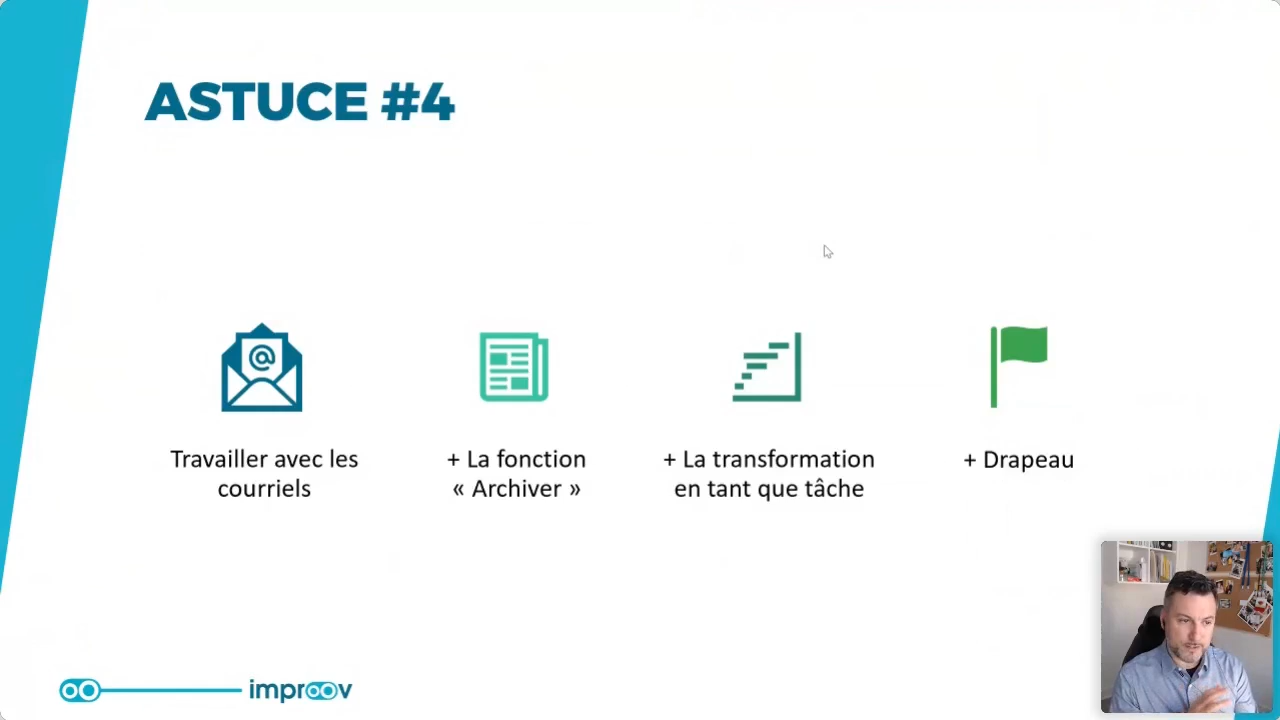 ASTUCE #4
@
Travailler avec les
courriels
+ La fonction
« Archiver »
+ La transformation
en tant que tâche
+ Drapeau
improov